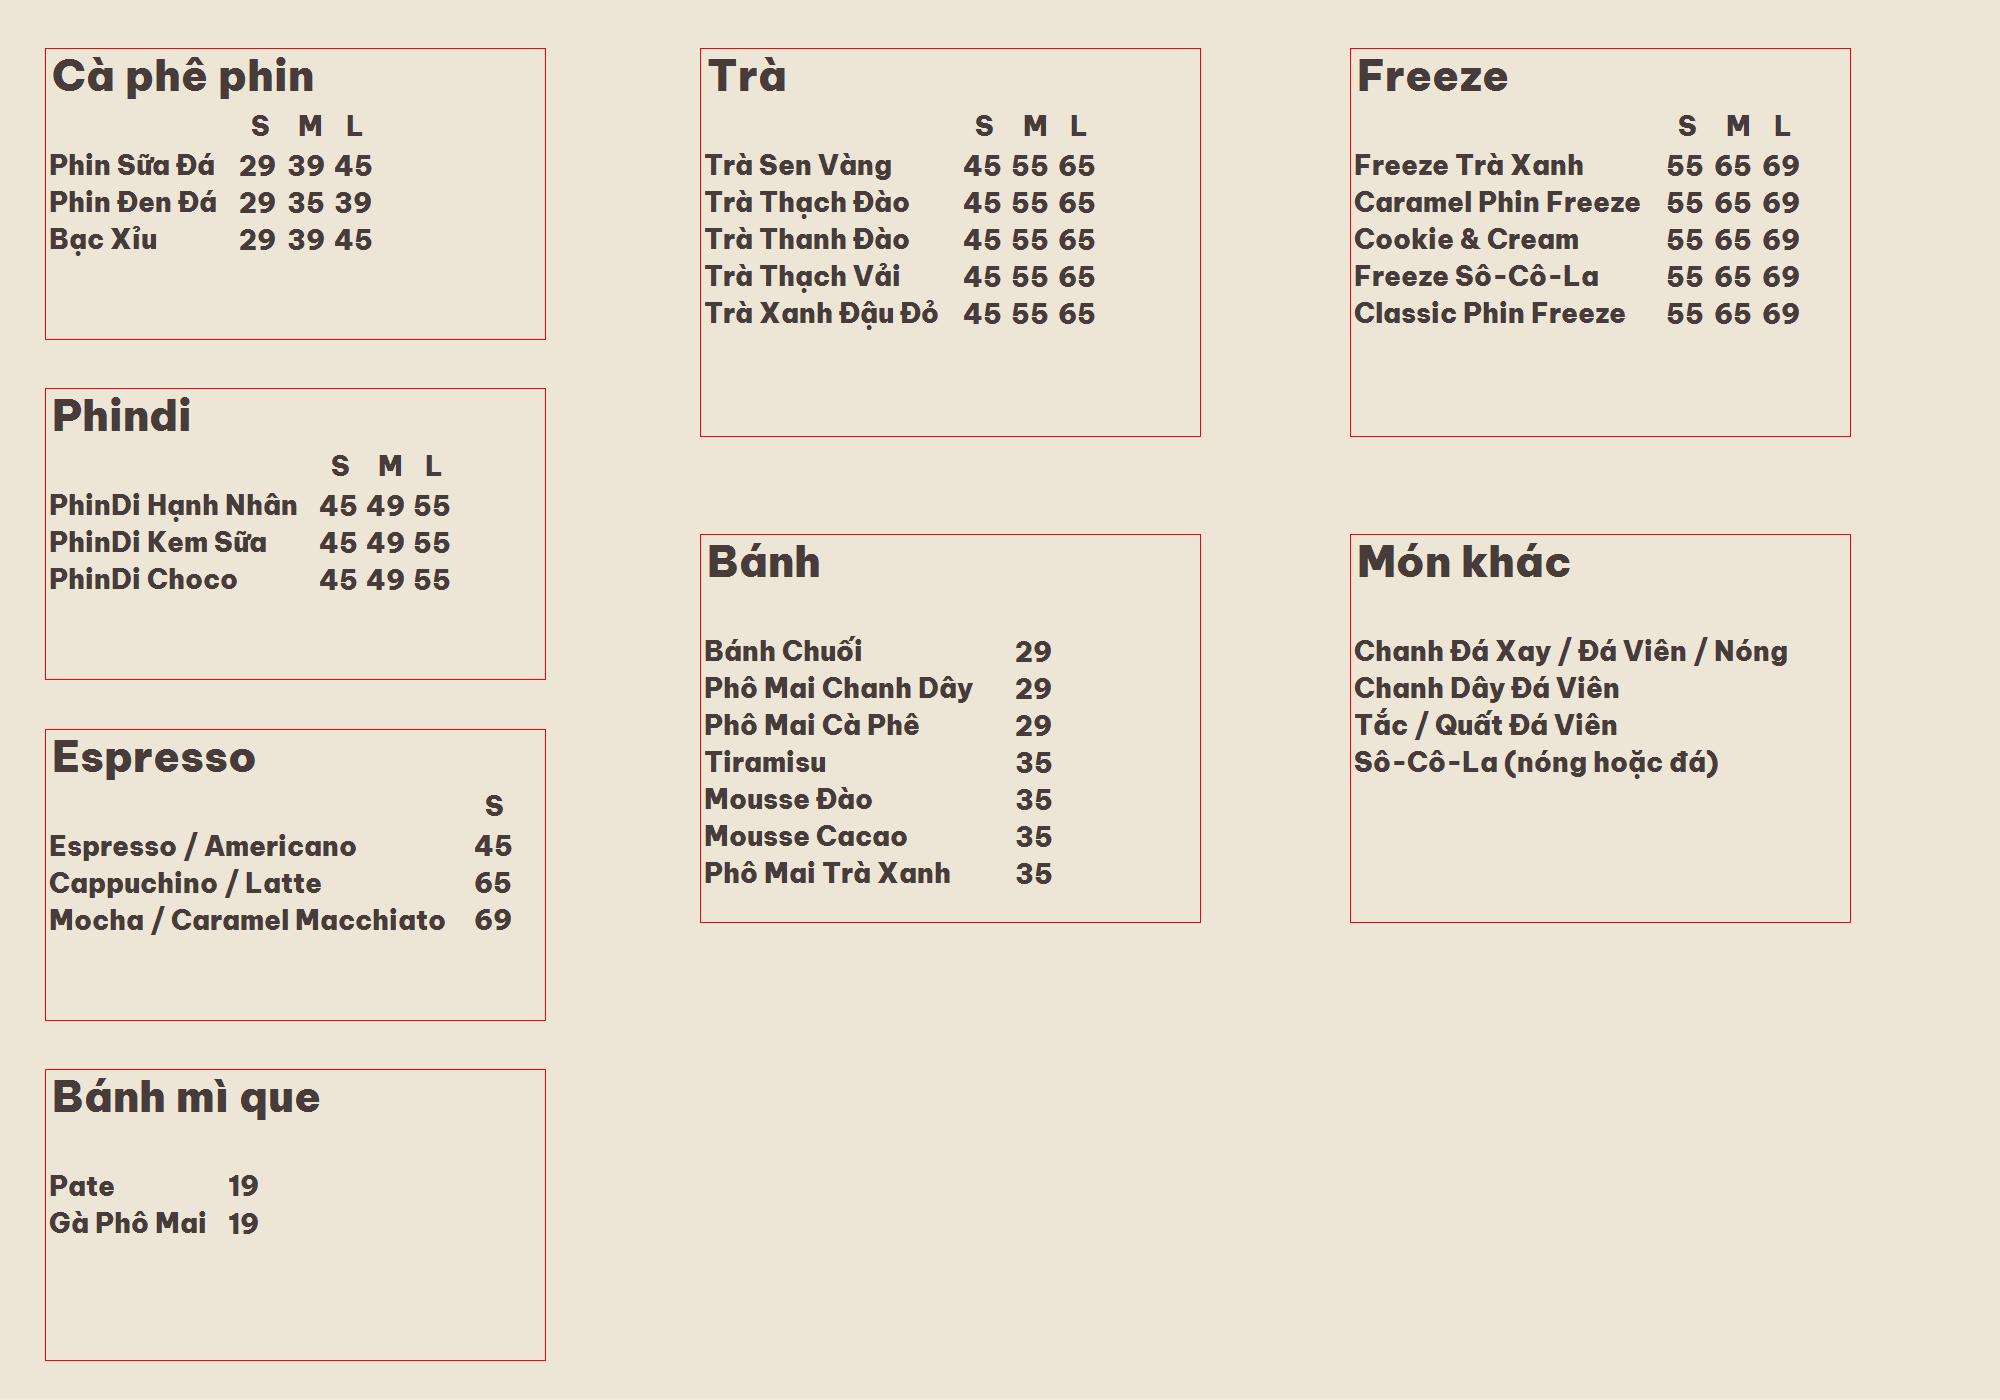 Cà phê phin
S M L
Phin Sữa Đá 29 39 45
Phin Đen Đá 29 35 39
Bạc Xỉu 29 39 45
Phindi
S M L
PhinDi Hạnh Nhân 45 49 55
PhinDi Kem Sữa 45 49 55
PhinDi Choco 45 49 55
Espresso
S
Espresso / Americano 45
Cappuchino / Latte 65
Mocha / Caramel Macchiato 69
Bánh mì que
Pate 19
Gà Phô Mai 19
Trà
S M L
Trà Sen Vàng 45 55 65
Trà Thạch Đào 45 55 65
Trà Thanh Đào 45 55 65
Trà Thạch Vải 45 55 65
Trà Xanh Đậu Đỏ 45 55 65
Bánh
Bánh Chuối 29
Phô Mai Chanh Dây 29
Phô Mai Cà Phê 29
Tiramisu 35
Mousse Đào 35
Mousse Cacao 35
Phô Mai Trà Xanh 35
Freeze
S M L
Freeze Trà Xanh 55 65 69
Caramel Phin Freeze 55 65 69
Cookie & Cream 55 65 69
Freeze Sô-Cô-La 55 65 69
Classic Phin Freeze 55 65 69
Món khác
Chanh Đá Xay / Đá Viên / Nóng
Chanh Dây Đá Viên
Tắc / Quất Đá Viên
Sô-Cô-La (nóng hoặc đá)